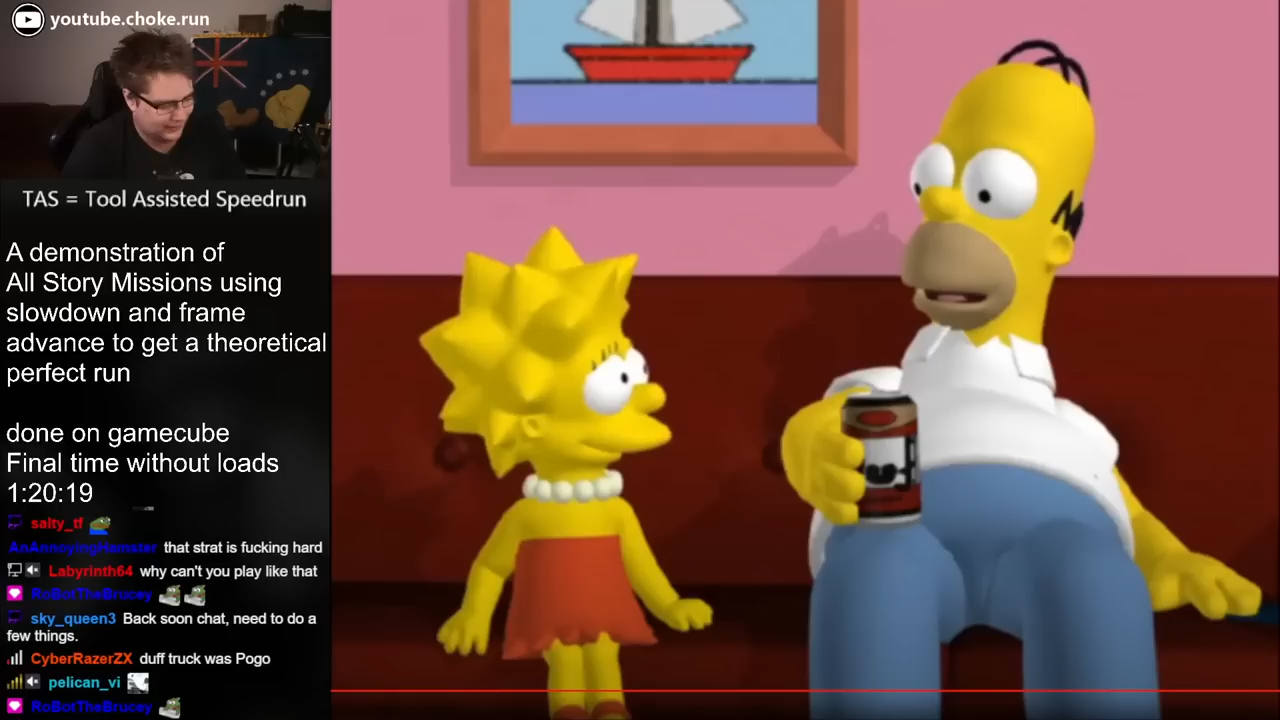 youtube.choke.run
TAS = Tool Assisted Speedrun
A demonstration of
All Story Missions using
slowdown and frame
advance to get a theoretical
perfect run
done on gamecube
Final time without loads
1:20:19
salty_tf
AnAnnoyingHamster that strat is fucking hard
Labyrinth64 why can't you play like that
RoBotTheBrucey
sky_queen3 Back soon chat, need to do a
few things.
CyberRazerZX duff truck was Pogo
pelican_vi
RoBotTheBrucey